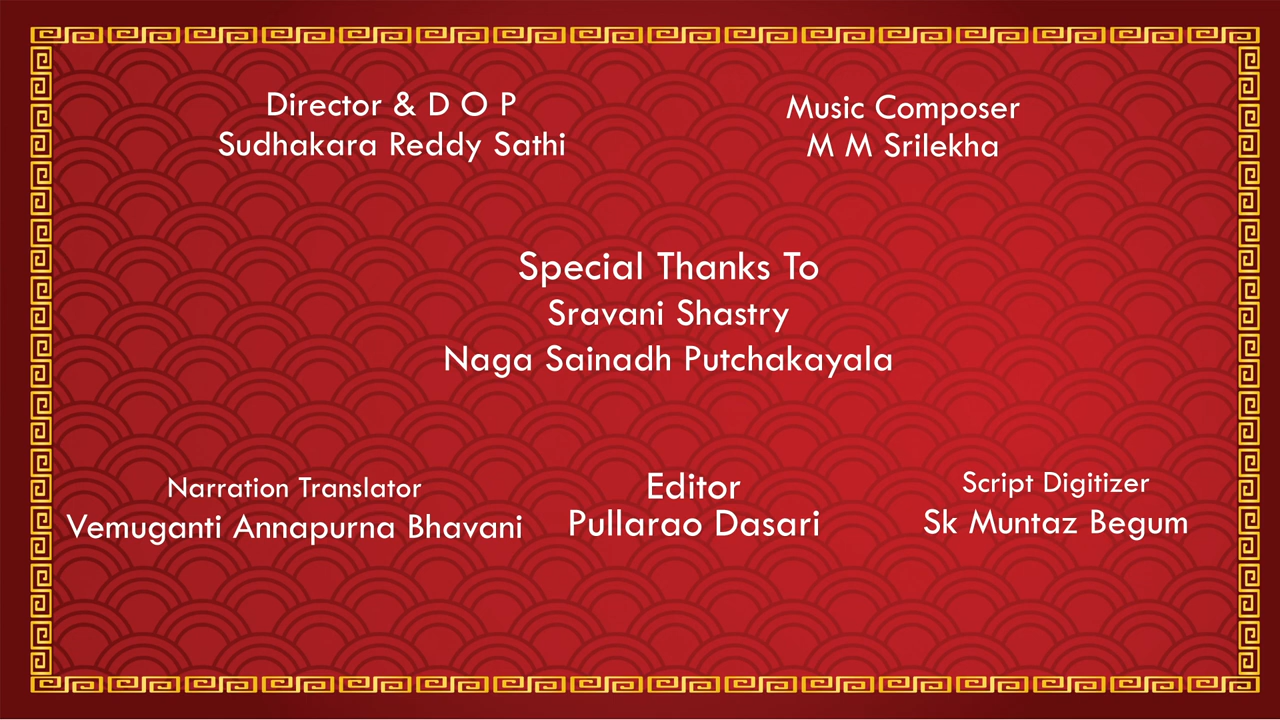 Director & D O P
Sudhakara Reddy Sathi
Music Composer
M M Srilekha
Special Thanks To
Sravani Shastry
Naga Sainadh Putchakayala
Narration Translator
Vemuganti Annapurna Bhavani
Editor
Pullarao Dasari
Script Digitizer
Sk Muntaz Begum